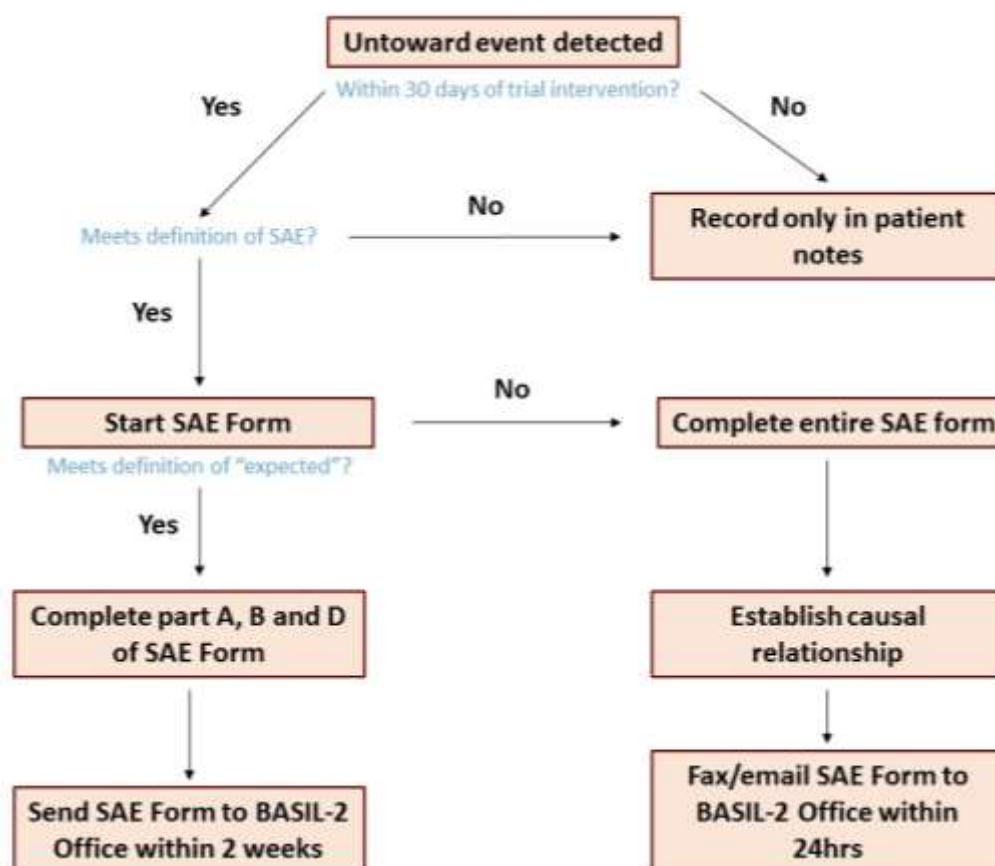 Untoward event detected
Within 30 days of trial intervention?
Yes
No
Meets definition of SAE?
No
Record only in patient
notes
Yes
Start SAE Form
No
Complete entire SAE form
Meets definition of “expected”?
Yes
Complete part A, B and D
of SAE Form
Establish causal
relationship
Send SAE Form to BASIL-2
Office within 2 weeks
Fax/email SAE Form to
BASIL-2 Office within
24hrs